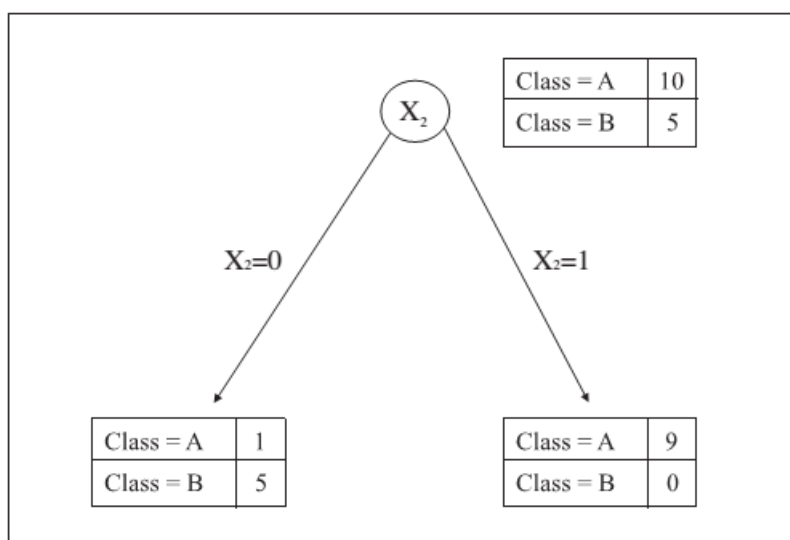 Class = A 10
X₂
Class = B 5
X₂=0 X₂=1
Class = A 1
Class = B 5
Class = A 9
Class = B 0